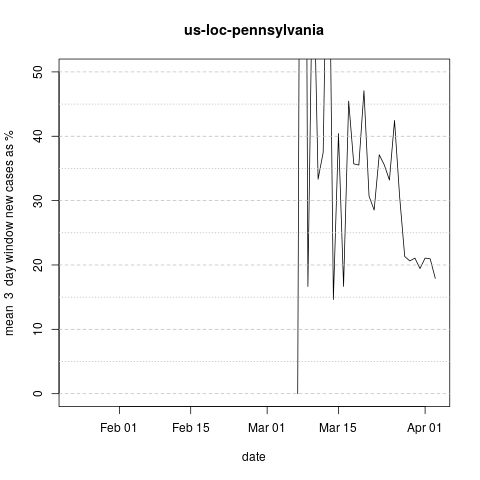 us-loc-pennsylvania
mean 3 day window new cases as %
50
40
30
20
10
0
Feb 01 Feb 15 Mar 01 Mar 15 Apr 01
date